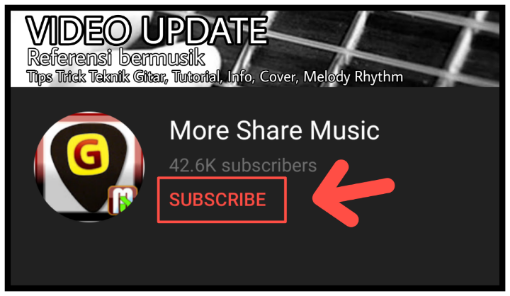 VIDEO UPDATE
Referensi bermusik
Tips Trick Teknik Gitar, Tutorial, Info, Cover, Melody Rhythm
G
More Share Music
42.6K subscribers
SUBSCRIBE